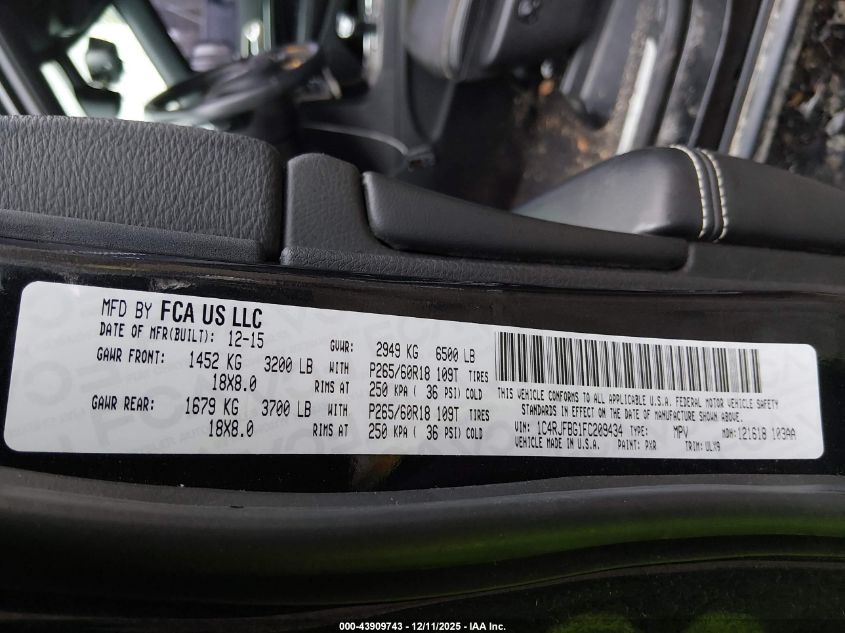 MFD BY FCA US LLC
DATE OF MFR(BUILT): 12-15 GVWR: 2949 KG 6500 LB
GAWR FRONT: 1452 KG 3200 LB WITH P265/60R18 109T TIRES
18X8.0 RIMS AT 250 KPA ( 36 PSI) COLD
GAWR REAR: 1679 KG 3700 LB WITH P265/60R18 109T TIRES
18X8.0 RIMS AT 250 KPA ( 36 PSI) COLD
THIS VEHICLE CONFORMS TO ALL APPLICABLE U.S.A. FEDERAL MOTOR VEHICLE SAFETY
STANDARDS IN EFFECT ON THE DATE OF MANUFACTURE SHOWN ABOVE.
VIN: 1C4RJFBG1FC209434 TYPE: MPV MDH: 121618 103AA
VEHICLE MADE IN U.S.A. PAINT: PXR TRIM: ULX9
000-43909743 - 12/11/2025 - IAA Inc.